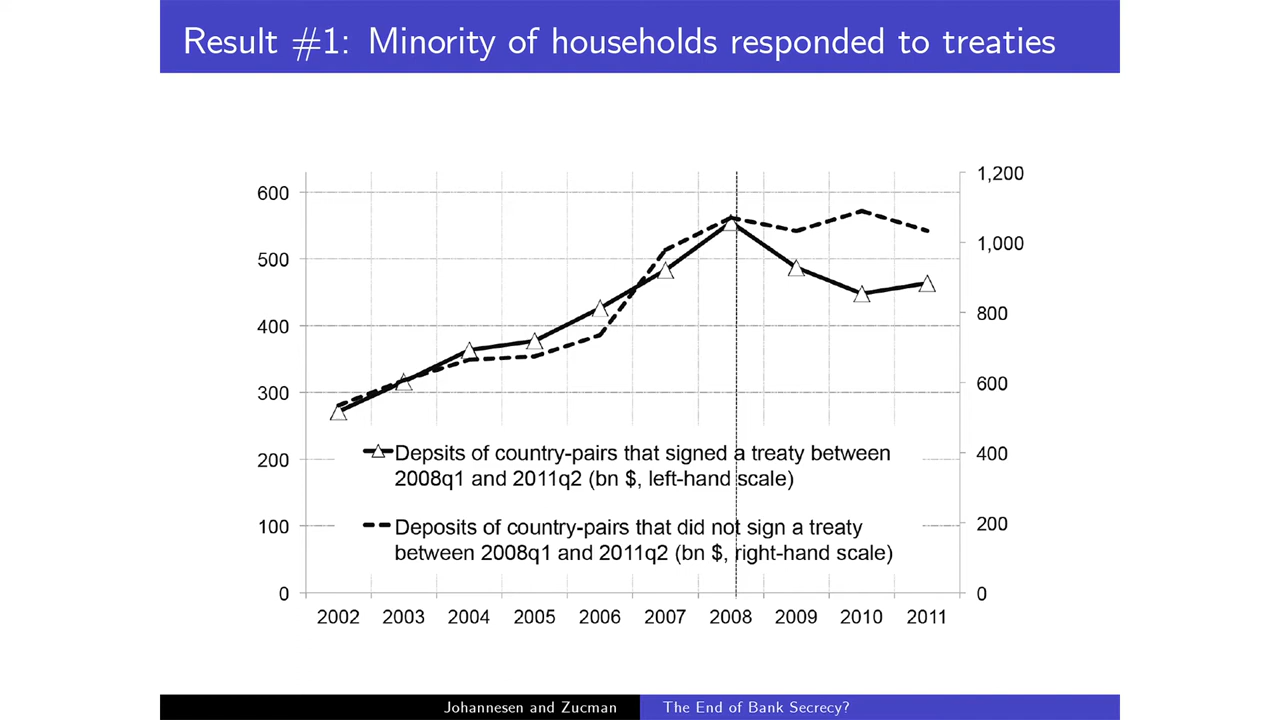 Result #1: Minority of households responded to treaties
1,200
600
1,000
500
800
400
600
300
Depsits of country-pairs that signed a treaty between
400
200
2008q1 and 2011q2 (bn $, left-hand scale)
Deposits of country-pairs that did not sign a treaty
200
100
between 2008q1 and 2011q2 (bn $, right-hand scale)
0
0
2002 2003 2004 2005 2006 2007 2008 2009 2010 2011
Johannesen and Zucman
The End of Bank Secrecy?